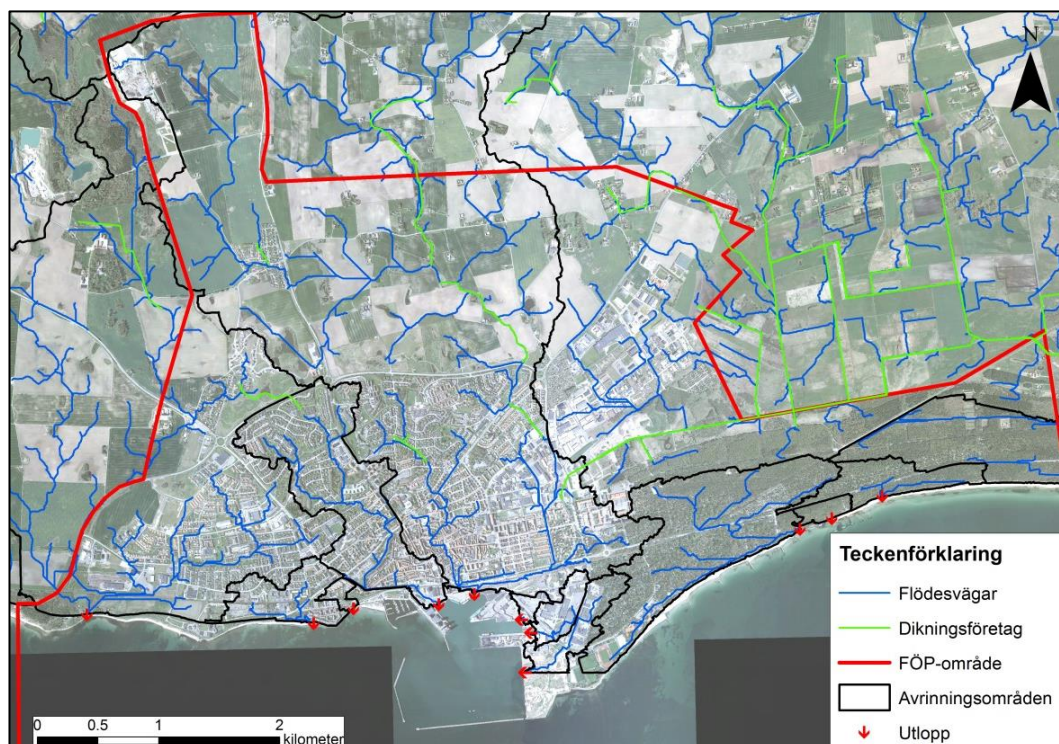 N
Teckenförklaring
Flödesvägar
Dikningsföretag
FÖP-område
Avrinningsområden
Utlopp
0 0.5 1 2
kilometer